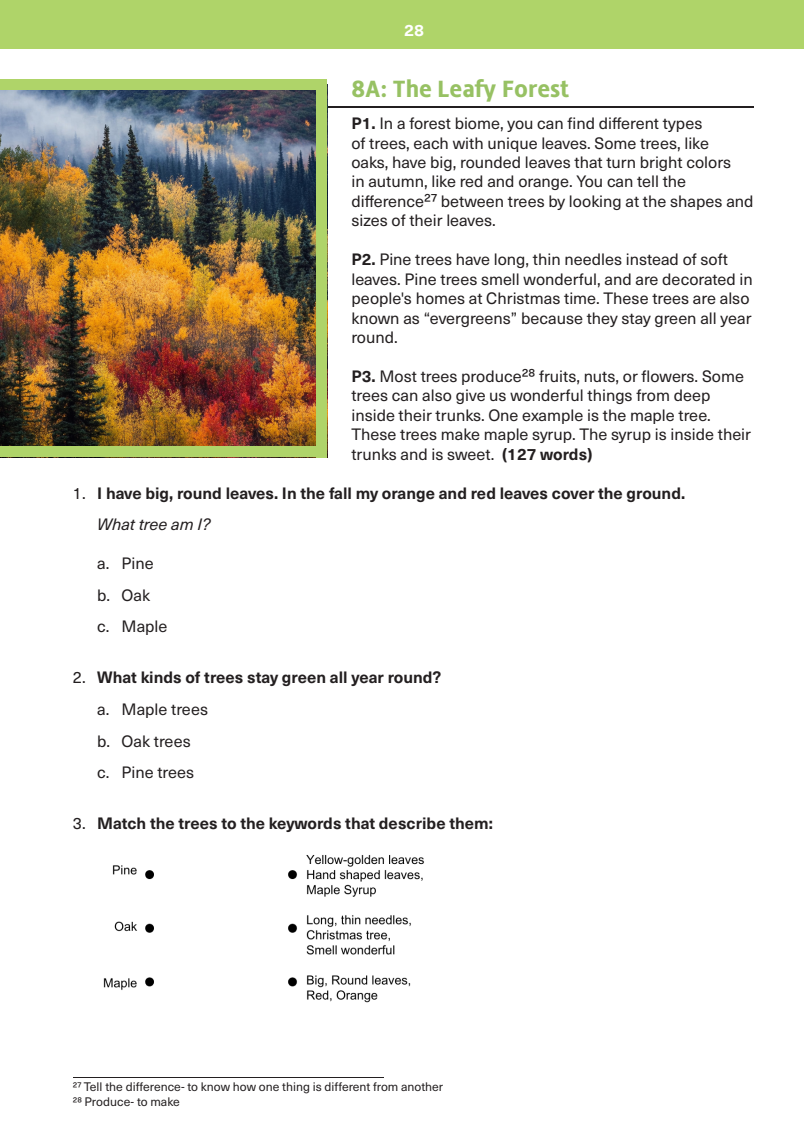 28
8A: The Leafy Forest
P1. In a forest biome, you can find different types
of trees, each with unique leaves. Some trees, like
oaks, have big, rounded leaves that turn bright colors
in autumn, like red and orange. You can tell the
difference27 between trees by looking at the shapes and
sizes of their leaves.
P2. Pine trees have long, thin needles instead of soft
leaves. Pine trees smell wonderful, and are decorated in
people's homes at Christmas time. These trees are also
known as “evergreens” because they stay green all year
round.
P3. Most trees produce28 fruits, nuts, or flowers. Some
trees can also give us wonderful things from deep
inside their trunks. One example is the maple tree.
These trees make maple syrup. The syrup is inside their
trunks and is sweet. (127 words)
1. I have big, round leaves. In the fall my orange and red leaves cover the ground.
What tree am I?
a. Pine
b. Oak
c. Maple
2. What kinds of trees stay green all year round?
a. Maple trees
b. Oak trees
c. Pine trees
3. Match the trees to the keywords that describe them:
Pine
Yellow-golden leaves
Hand shaped leaves,
Maple Syrup
Oak
Long, thin needles,
Christmas tree,
Smell wonderful
Maple
Big, Round leaves,
Red, Orange
27 Tell the difference- to know how one thing is different from another
28 Produce- to make